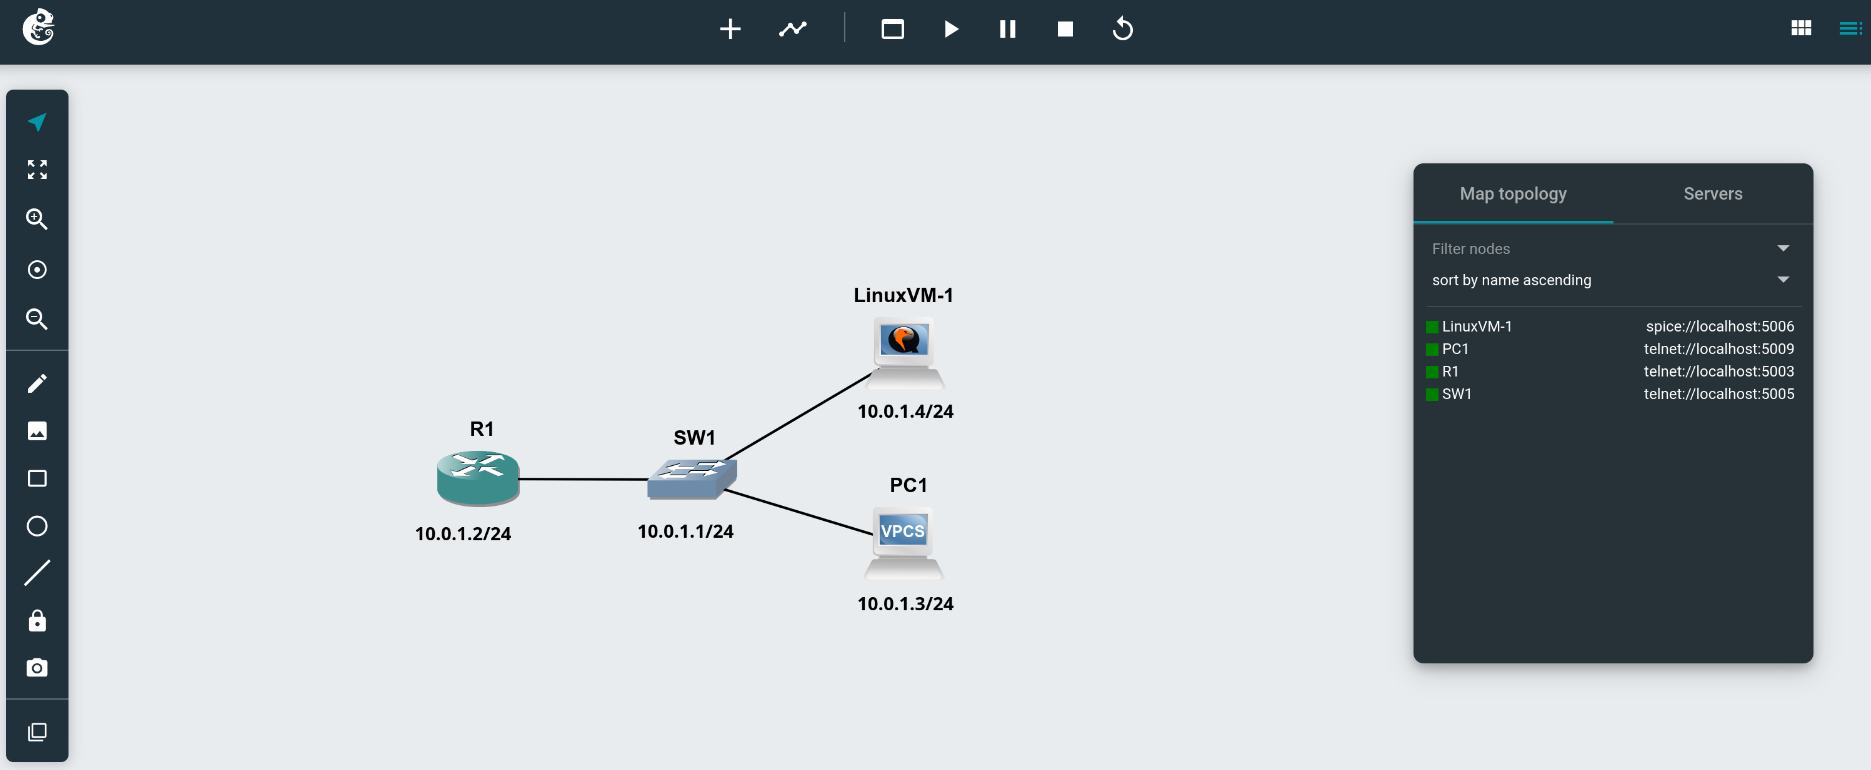 LinuxVM-1
10.0.1.4/24
R1
10.0.1.2/24
SW1
10.0.1.1/24
PC1
VPCS
10.0.1.3/24
Map topology
Servers
Filter nodes
sort by name ascending
LinuxVM-1 spice://localhost:5006
PC1 telnet://localhost:5009
R1 telnet://localhost:5003
SW1 telnet://localhost:5005